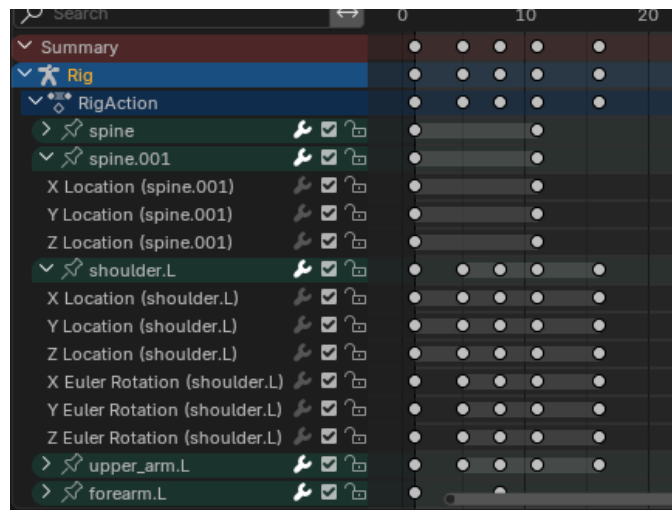 Search 0 10 20
Summary
Rig
RigAction
spine
spine.001
X Location (spine.001)
Y Location (spine.001)
Z Location (spine.001)
shoulder.L
X Location (shoulder.L)
Y Location (shoulder.L)
Z Location (shoulder.L)
X Euler Rotation (shoulder.L)
Y Euler Rotation (shoulder.L)
Z Euler Rotation (shoulder.L)
upper_arm.L
forearm.L